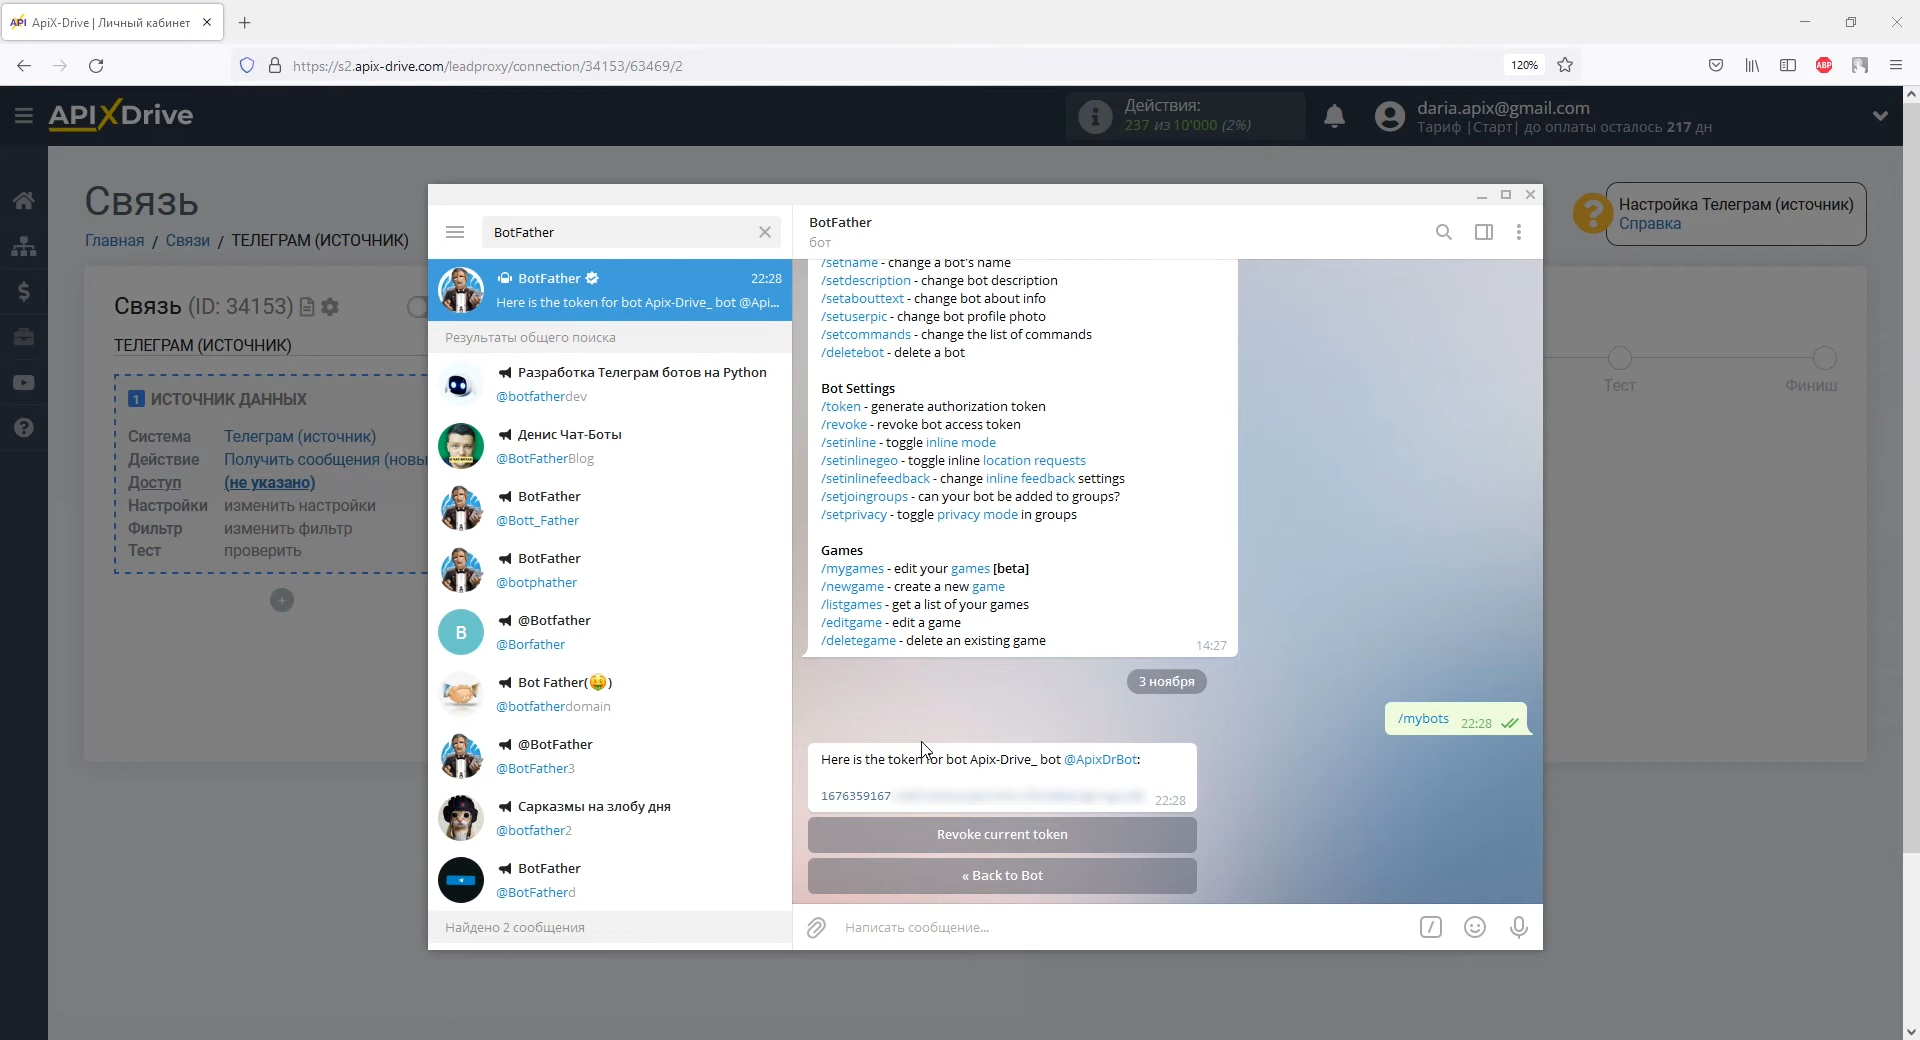 ApiX-Drive | Личный кабинет
https://s2.apix-drive.com/leadproxy/connection/34153/63469/2
120%
ABP
APIXDrive
Действия:
237 из 10'000 (2%)
daria.apix@gmail.com
Тариф |Старт| до оплаты осталось 217 дн
Связь
Главная / Связи / ТЕЛЕГРАМ (ИСТОЧНИК)
Настройка Телеграм (источник)
Справка
Связь (ID: 34153)
ТЕЛЕГРАМ (ИСТОЧНИК)
1 ИСТОЧНИК ДАННЫХ
Система Телеграм (источник)
Действие Получить сообщения (новы
Доступ (не указано)
Настройки изменить настройки
Фильтр изменить фильтр
Тест проверить
Тест
Финиш
BotFather
BotFather 22:28
Here is the token for bot Apix-Drive_ bot @Api...
Результаты общего поиска
Разработка Телеграм ботов на Python
@botfatherdev
Денис Чат-Боты
@BotFatherBlog
BotFather
@Bott_Father
BotFather
@botphather
B
@Botfather
@Borfather
Bot Father(🤑)
@botfatherdomain
@BotFather
@BotFather3
Сарказмы на злобу дня
@botfather2
BotFather
@BotFatherd
Найдено 2 сообщения
BotFather
бот
/setname - change a bot's name
/setdescription - change bot description
/setabouttext - change bot about info
/setuserpic - change bot profile photo
/setcommands - change the list of commands
/deletebot - delete a bot
Bot Settings
/token - generate authorization token
/revoke - revoke bot access token
/setinline - toggle inline mode
/setinlinegeo - toggle inline location requests
/setinlinefeedback - change inline feedback settings
/setjoingroups - can your bot be added to groups?
/setprivacy - toggle privacy mode in groups
Games
/mygames - edit your games [beta]
/newgame - create a new game
/listgames - get a list of your games
/editgame - edit a game
/deletegame - delete an existing game
14:27
3 ноября
/mybots 22:28
Here is the token for bot Apix-Drive_ bot @ApixDrBot:
1676359167
22:28
Revoke current token
« Back to Bot
Написать сообщение...